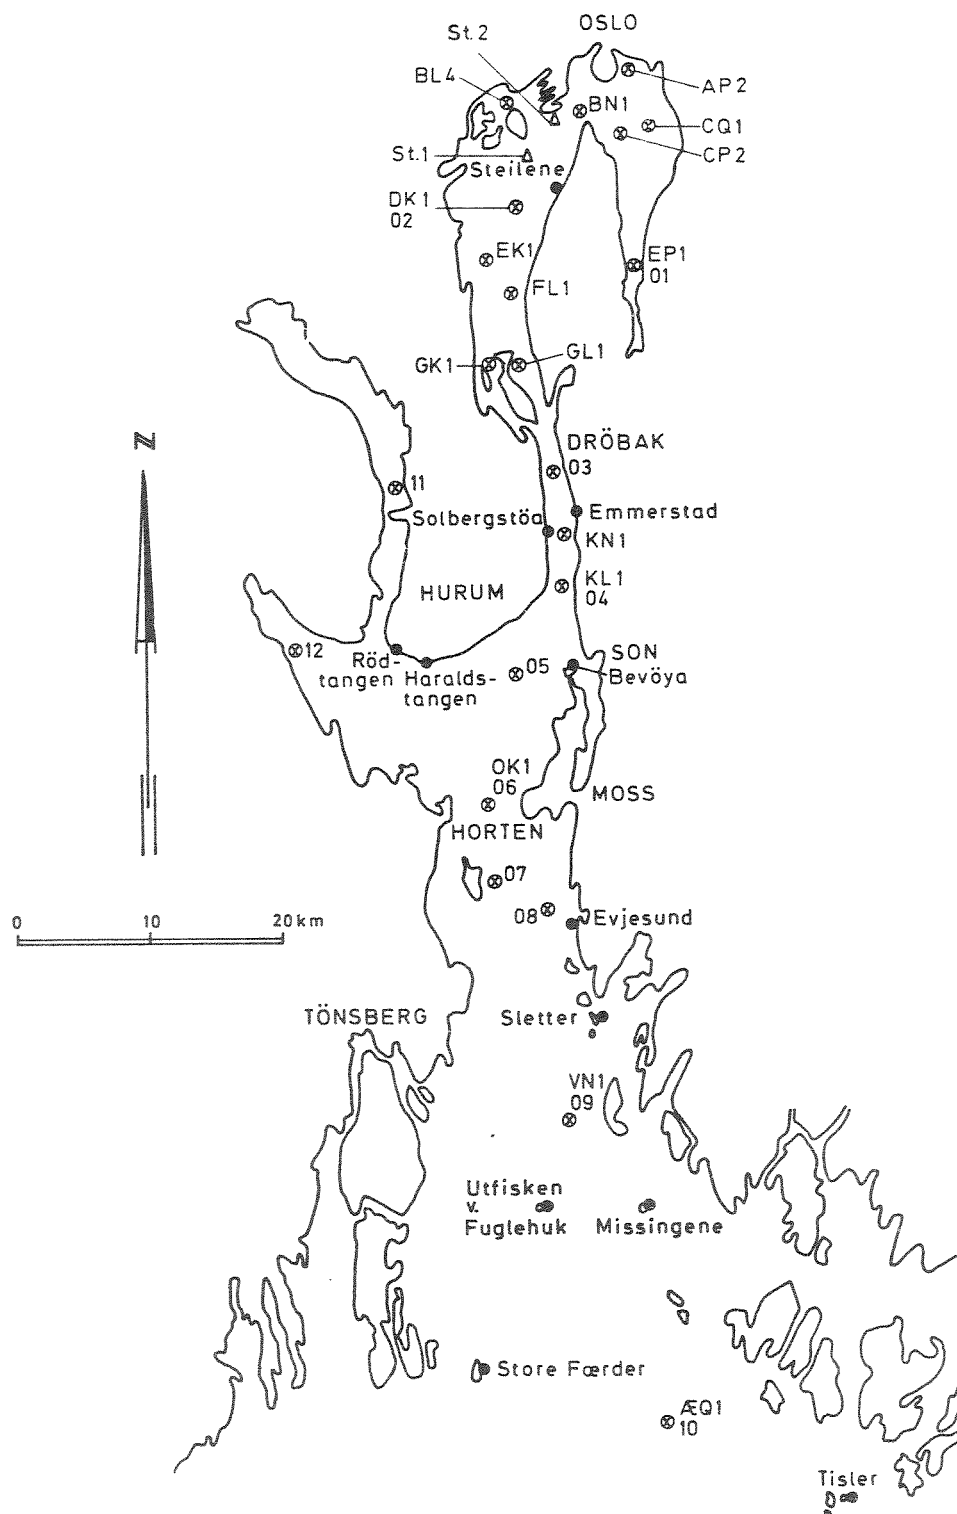 OSLO
St.2
BL4
AP2
BN1
CQ1
CP2
St.1
Steilene
DK1
02
EK1
EP1
01
FL1
GK1
GL1
N
DRÖBAK
03
11
Solbergstöa
Emmerstad
KN1
HURUM
KL1
04
12
Röd-
tangen
Haralds-
tangen
05
SON
Bevöya
OK1
06
MOSS
HORTEN
07
08
Evjesund
0 10 20 km
TÖNSBERG
Sletter
VN1
09
Utfisken
v.
Fuglehuk
Missingene
Store Færder
ÆQ1
10
Tisler